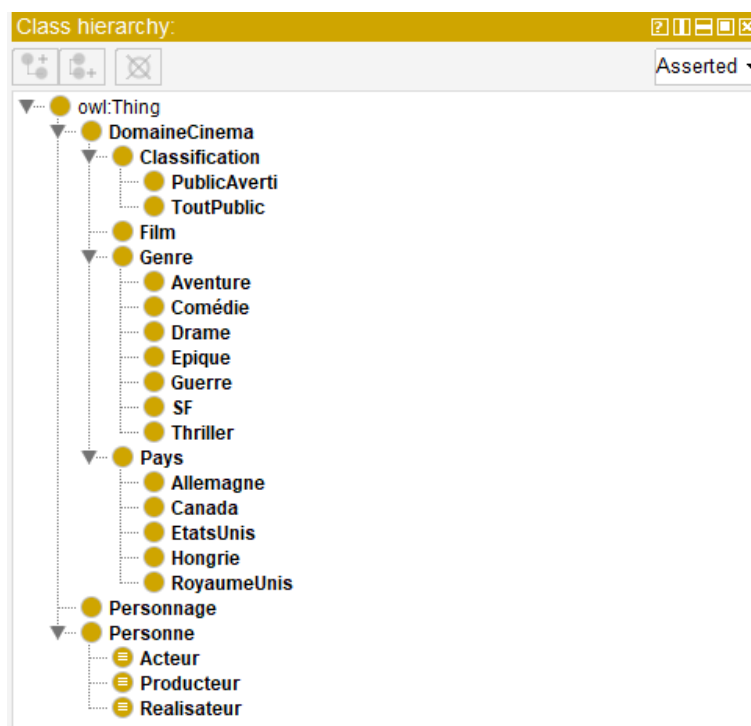 Class hierarchy:
Asserted
owl:Thing
DomaineCinema
Classification
PublicAverti
ToutPublic
Film
Genre
Aventure
Comédie
Drame
Epique
Guerre
SF
Thriller
Pays
Allemagne
Canada
EtatsUnis
Hongrie
RoyaumeUnis
Personnage
Personne
Acteur
Producteur
Realisateur